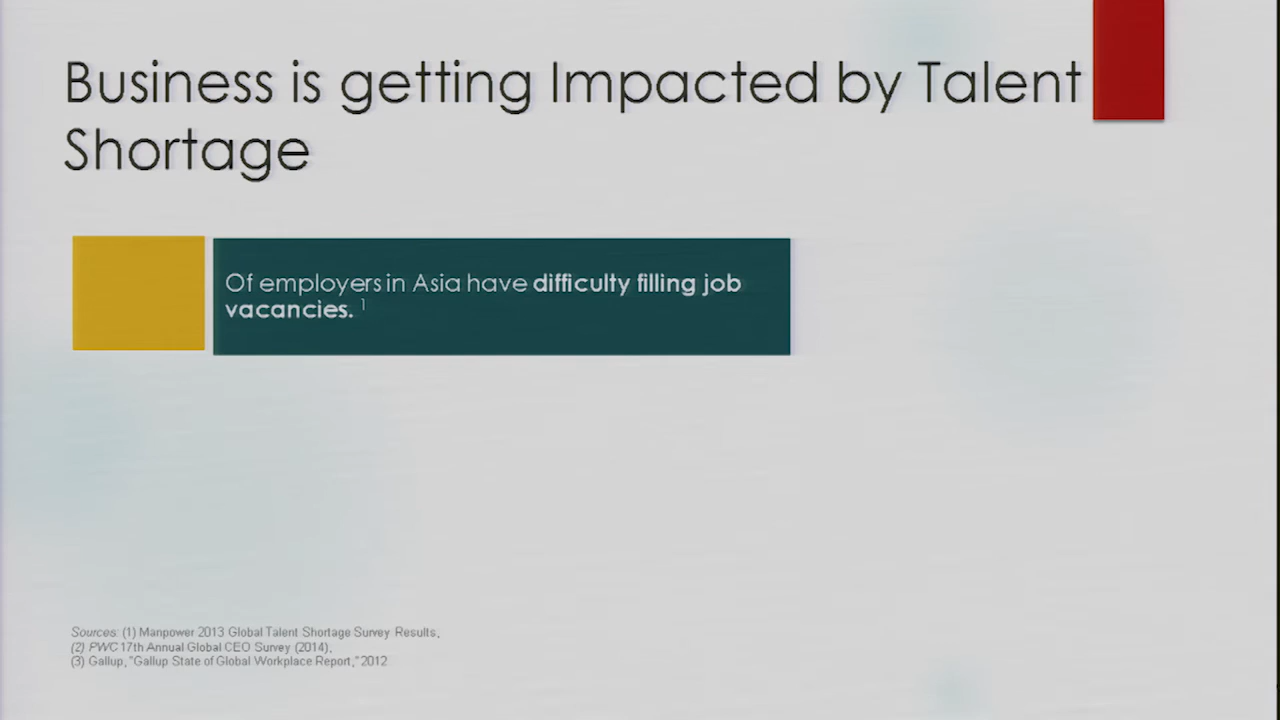 Business is getting Impacted by Talent
Shortage
Of employers in Asia have difficulty filling job
vacancies. 1
Sources: (1) Manpower 2013 Global Talent Shortage Survey Results,
(2) PWC 17th Annual Global CEO Survey (2014),
(3) Gallup, "Gallup State of Global Workplace Report," 2012